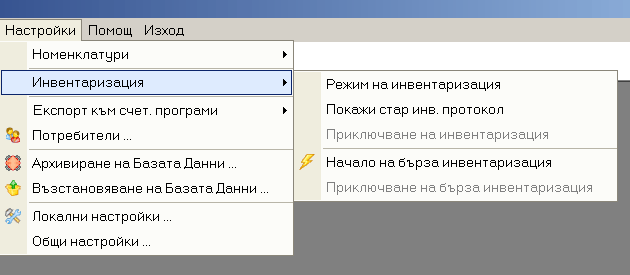 Настройки Помощ Изход
Номенклатури
Инвентаризация
Експорт към счет. програми
Потребители ...
Архивиране на Базата Данни ...
Възстановяване на Базата Данни ...
Локални настройки ...
Общи настройки ...
Режим на инвентаризация
Покажи стар инв. протокол
Приключване на инвентаризация
Начало на бърза инвентаризация
Приключване на бърза инвентаризация